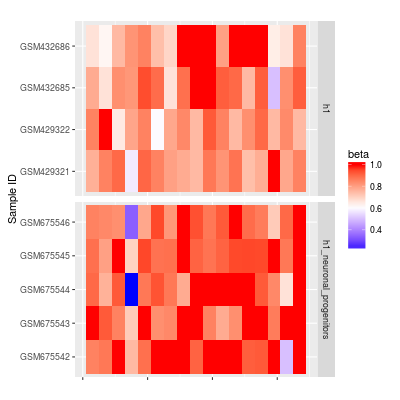 GSM432686
GSM432685
GSM429322
GSM429321
h1
GSM675546
GSM675545
GSM675544
GSM675543
GSM675542
h1_neuronal_progenitors
Sample ID
beta
1.0
0.8
0.6
0.4